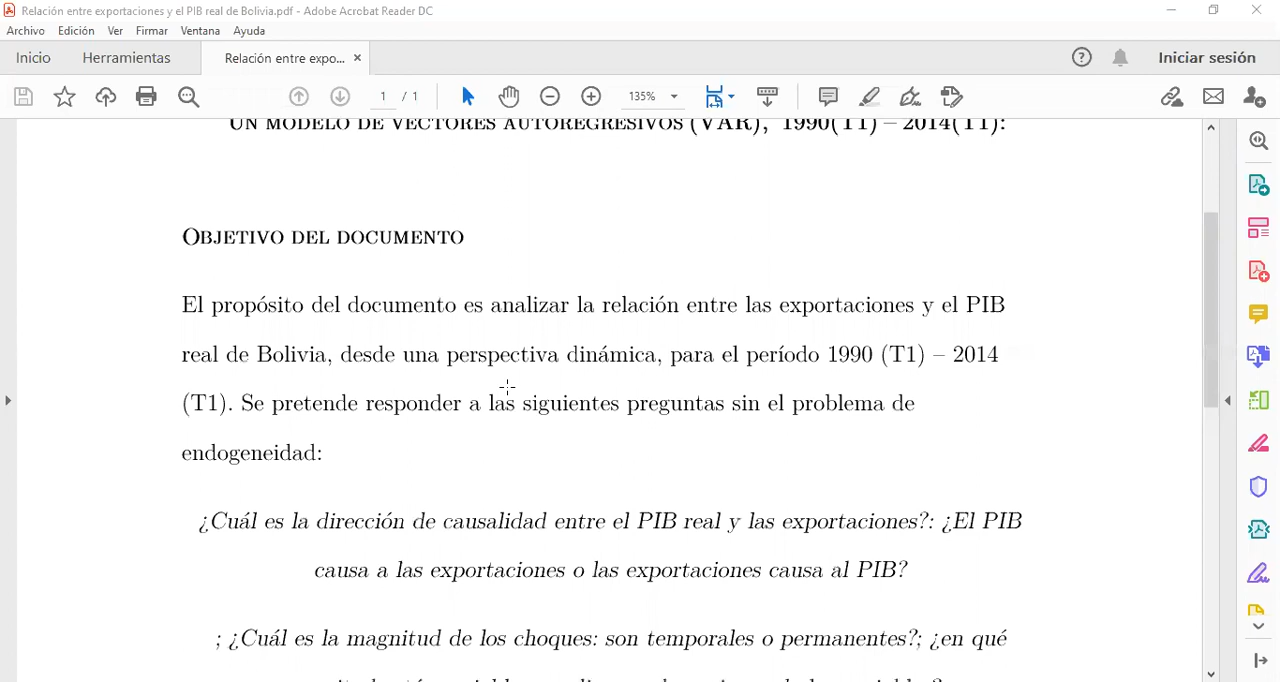 Relación entre exportaciones y el PIB real de Bolivia.pdf - Adobe Acrobat Reader DC
Archivo Edición Ver Firmar Ventana Ayuda
Inicio Herramientas Relación entre expo... × Iniciar sesión
1 / 1 135%
UN MODELO DE VECTORES AUTOREGRESIVOS (VAR), 1990(T1) – 2014(T1):
OBJETIVO DEL DOCUMENTO
El propósito del documento es analizar la relación entre las exportaciones y el PIB
real de Bolivia, desde una perspectiva dinámica, para el período 1990 (T1) – 2014
(T1). Se pretende responder a las siguientes preguntas sin el problema de
endogeneidad:
¿Cuál es la dirección de causalidad entre el PIB real y las exportaciones?: ¿El PIB
causa a las exportaciones o las exportaciones causa al PIB?
; ¿Cuál es la magnitud de los choques: son temporales o permanentes?; ¿en qué